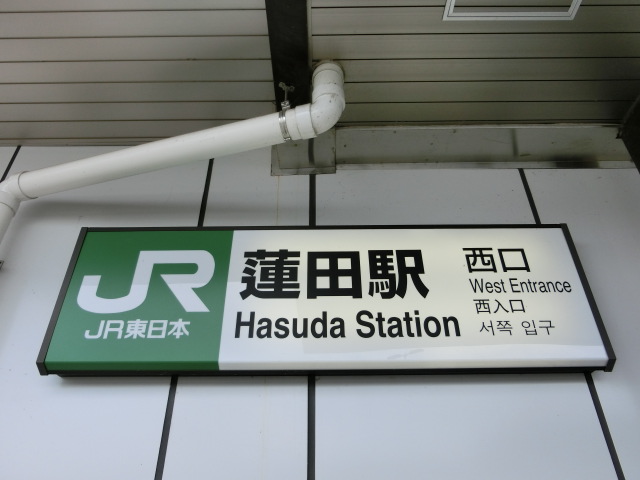 JR
JR東日本
蓮田駅
Hasuda Station
西口
West Entrance
西入口
서쪽 입구